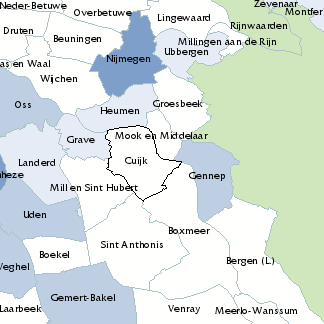 Zevenaar
Neder-Betuwe
Overbetuwe
Montfer
Lingewaard
Rijnwaarden
Druten
Beuningen
Millingen aan de Rijn
Ubbergen
Nijmegen
as en Waal
Wijchen
Oss
Groesbeek
Heumen
Grave
Mook en Middelaar
Landerd
Cuijk
Gennep
nheze
Mill en Sint Hubert
Uden
Boxmeer
Sint Anthonis
Boekel
Bergen (L.)
Veghel
Gemert-Bakel
Laarbeek
Venray
Meerlo-Wanssum